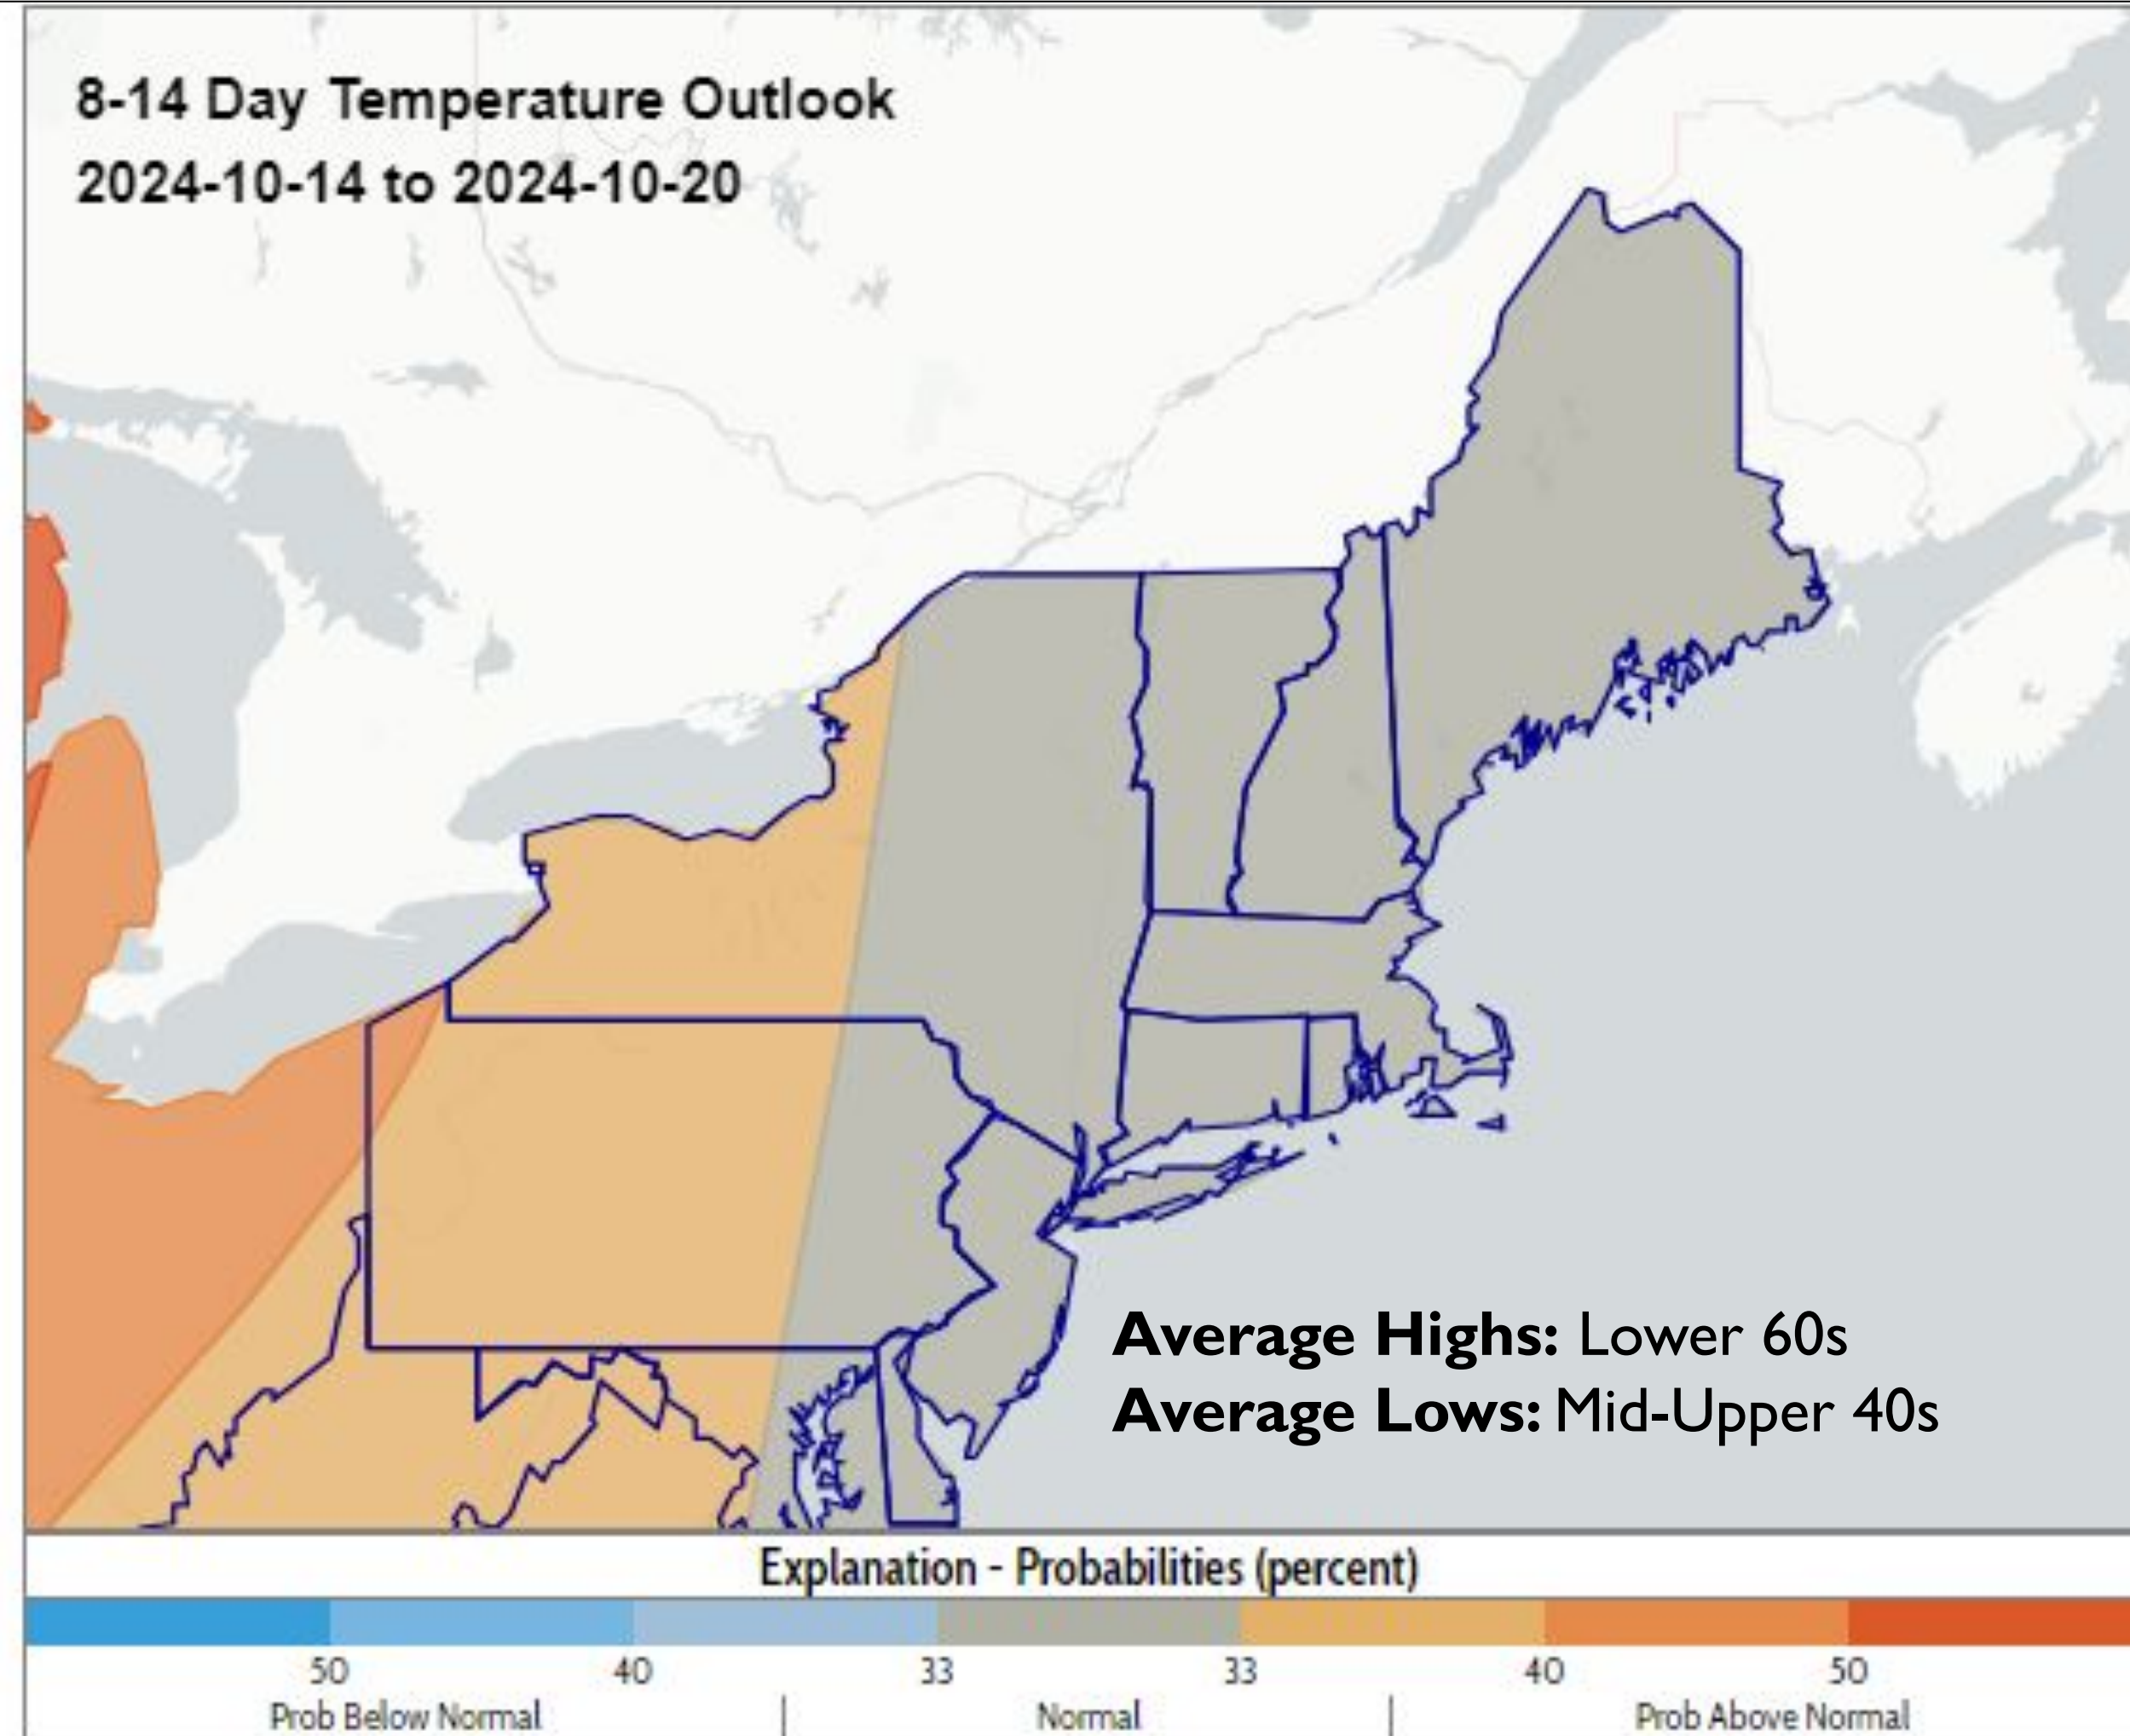 8-14 Day Temperature Outlook
2024-10-14 to 2024-10-20
Average Highs: Lower 60s
Average Lows: Mid-Upper 40s
Explanation - Probabilities (percent)
50 40 33 33 40 50
Prob Below Normal | Normal | Prob Above Normal